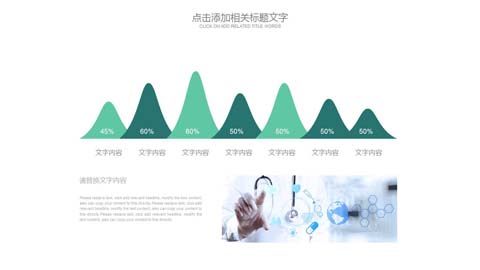 点击添加相关标题文字
CLICK ON ADD RELATED TITLE WORDS
45%
60%
80%
50%
50%
50%
50%
文字内容
文字内容
文字内容
文字内容
文字内容
文字内容
文字内容
请替换文字内容
Please replace text, click add relevant headline, modify the text content,
also can copy your content to this directly.Please replace text, click add
relevant headline, modify the text content, also can copy your content to
this directly.Please replace text, click add relevant headline, modify the
text content, also can copy your content to this directly.